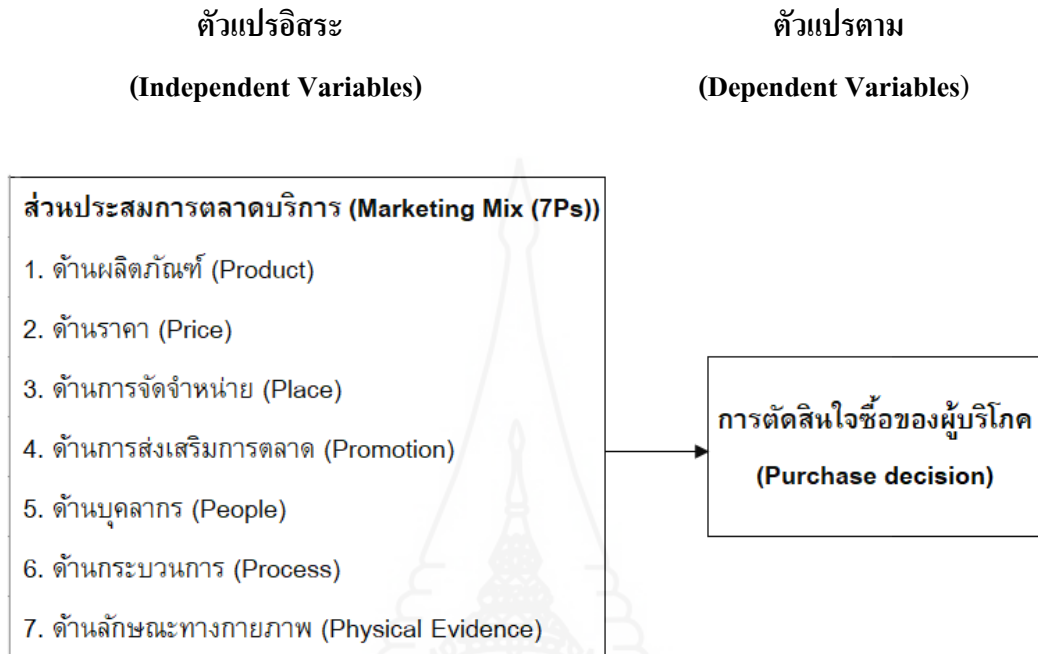 ตัวแปรอิสระ
(Independent Variables)
ตัวแปรตาม
(Dependent Variables)
ส่วนประสมการตลาดบริการ (Marketing Mix (7Ps))
1. ด้านผลิตภัณฑ์ (Product)
2. ด้านราคา (Price)
3. ด้านการจัดจำหน่าย (Place)
4. ด้านการส่งเสริมการตลาด (Promotion)
5. ด้านบุคลากร (People)
6. ด้านกระบวนการ (Process)
7. ด้านลักษณะทางกายภาพ (Physical Evidence)
การตัดสินใจซื้อของผู้บริโภค
(Purchase decision)